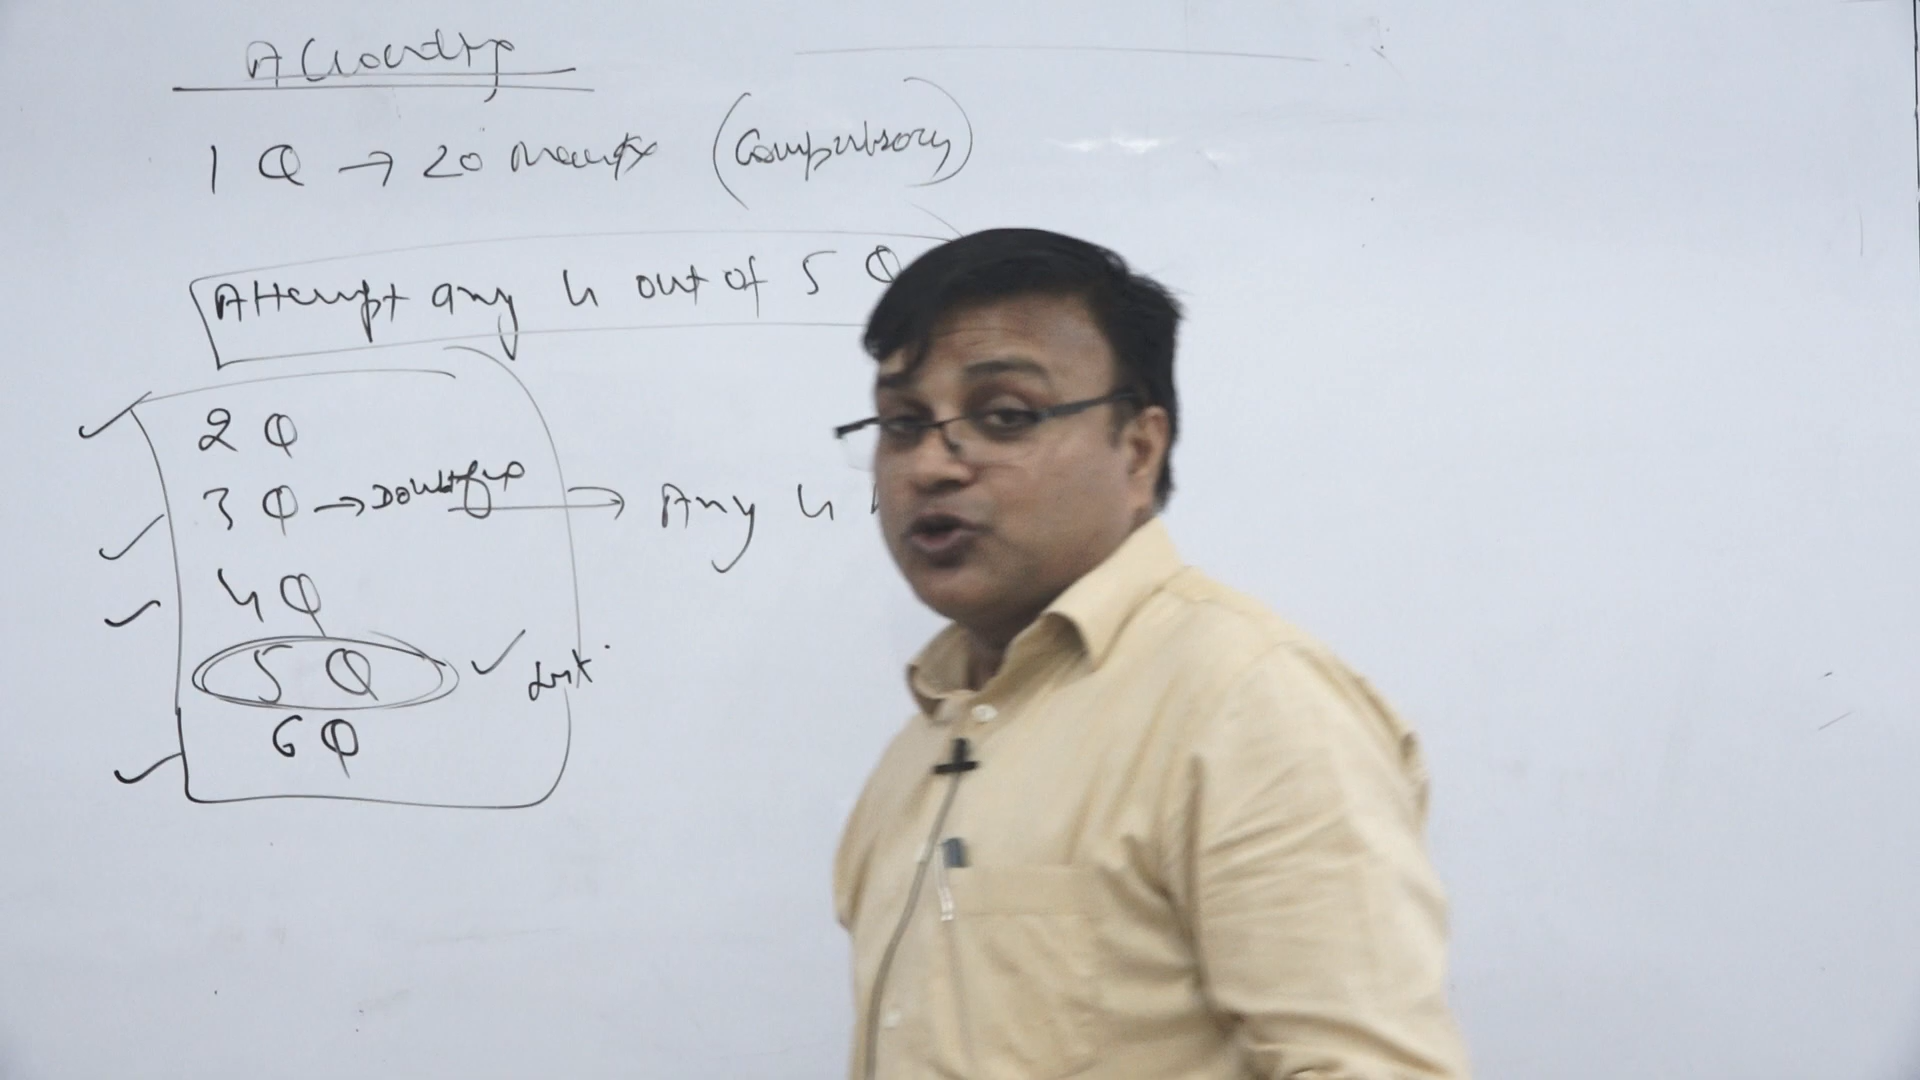 Accounting
1 Q → 20 Marks (Compulsory)
Attempt any 4 out of 5 Q
2 Q
3 Q → Doubtful → Any 4
4 Q
5 Q
6 Q